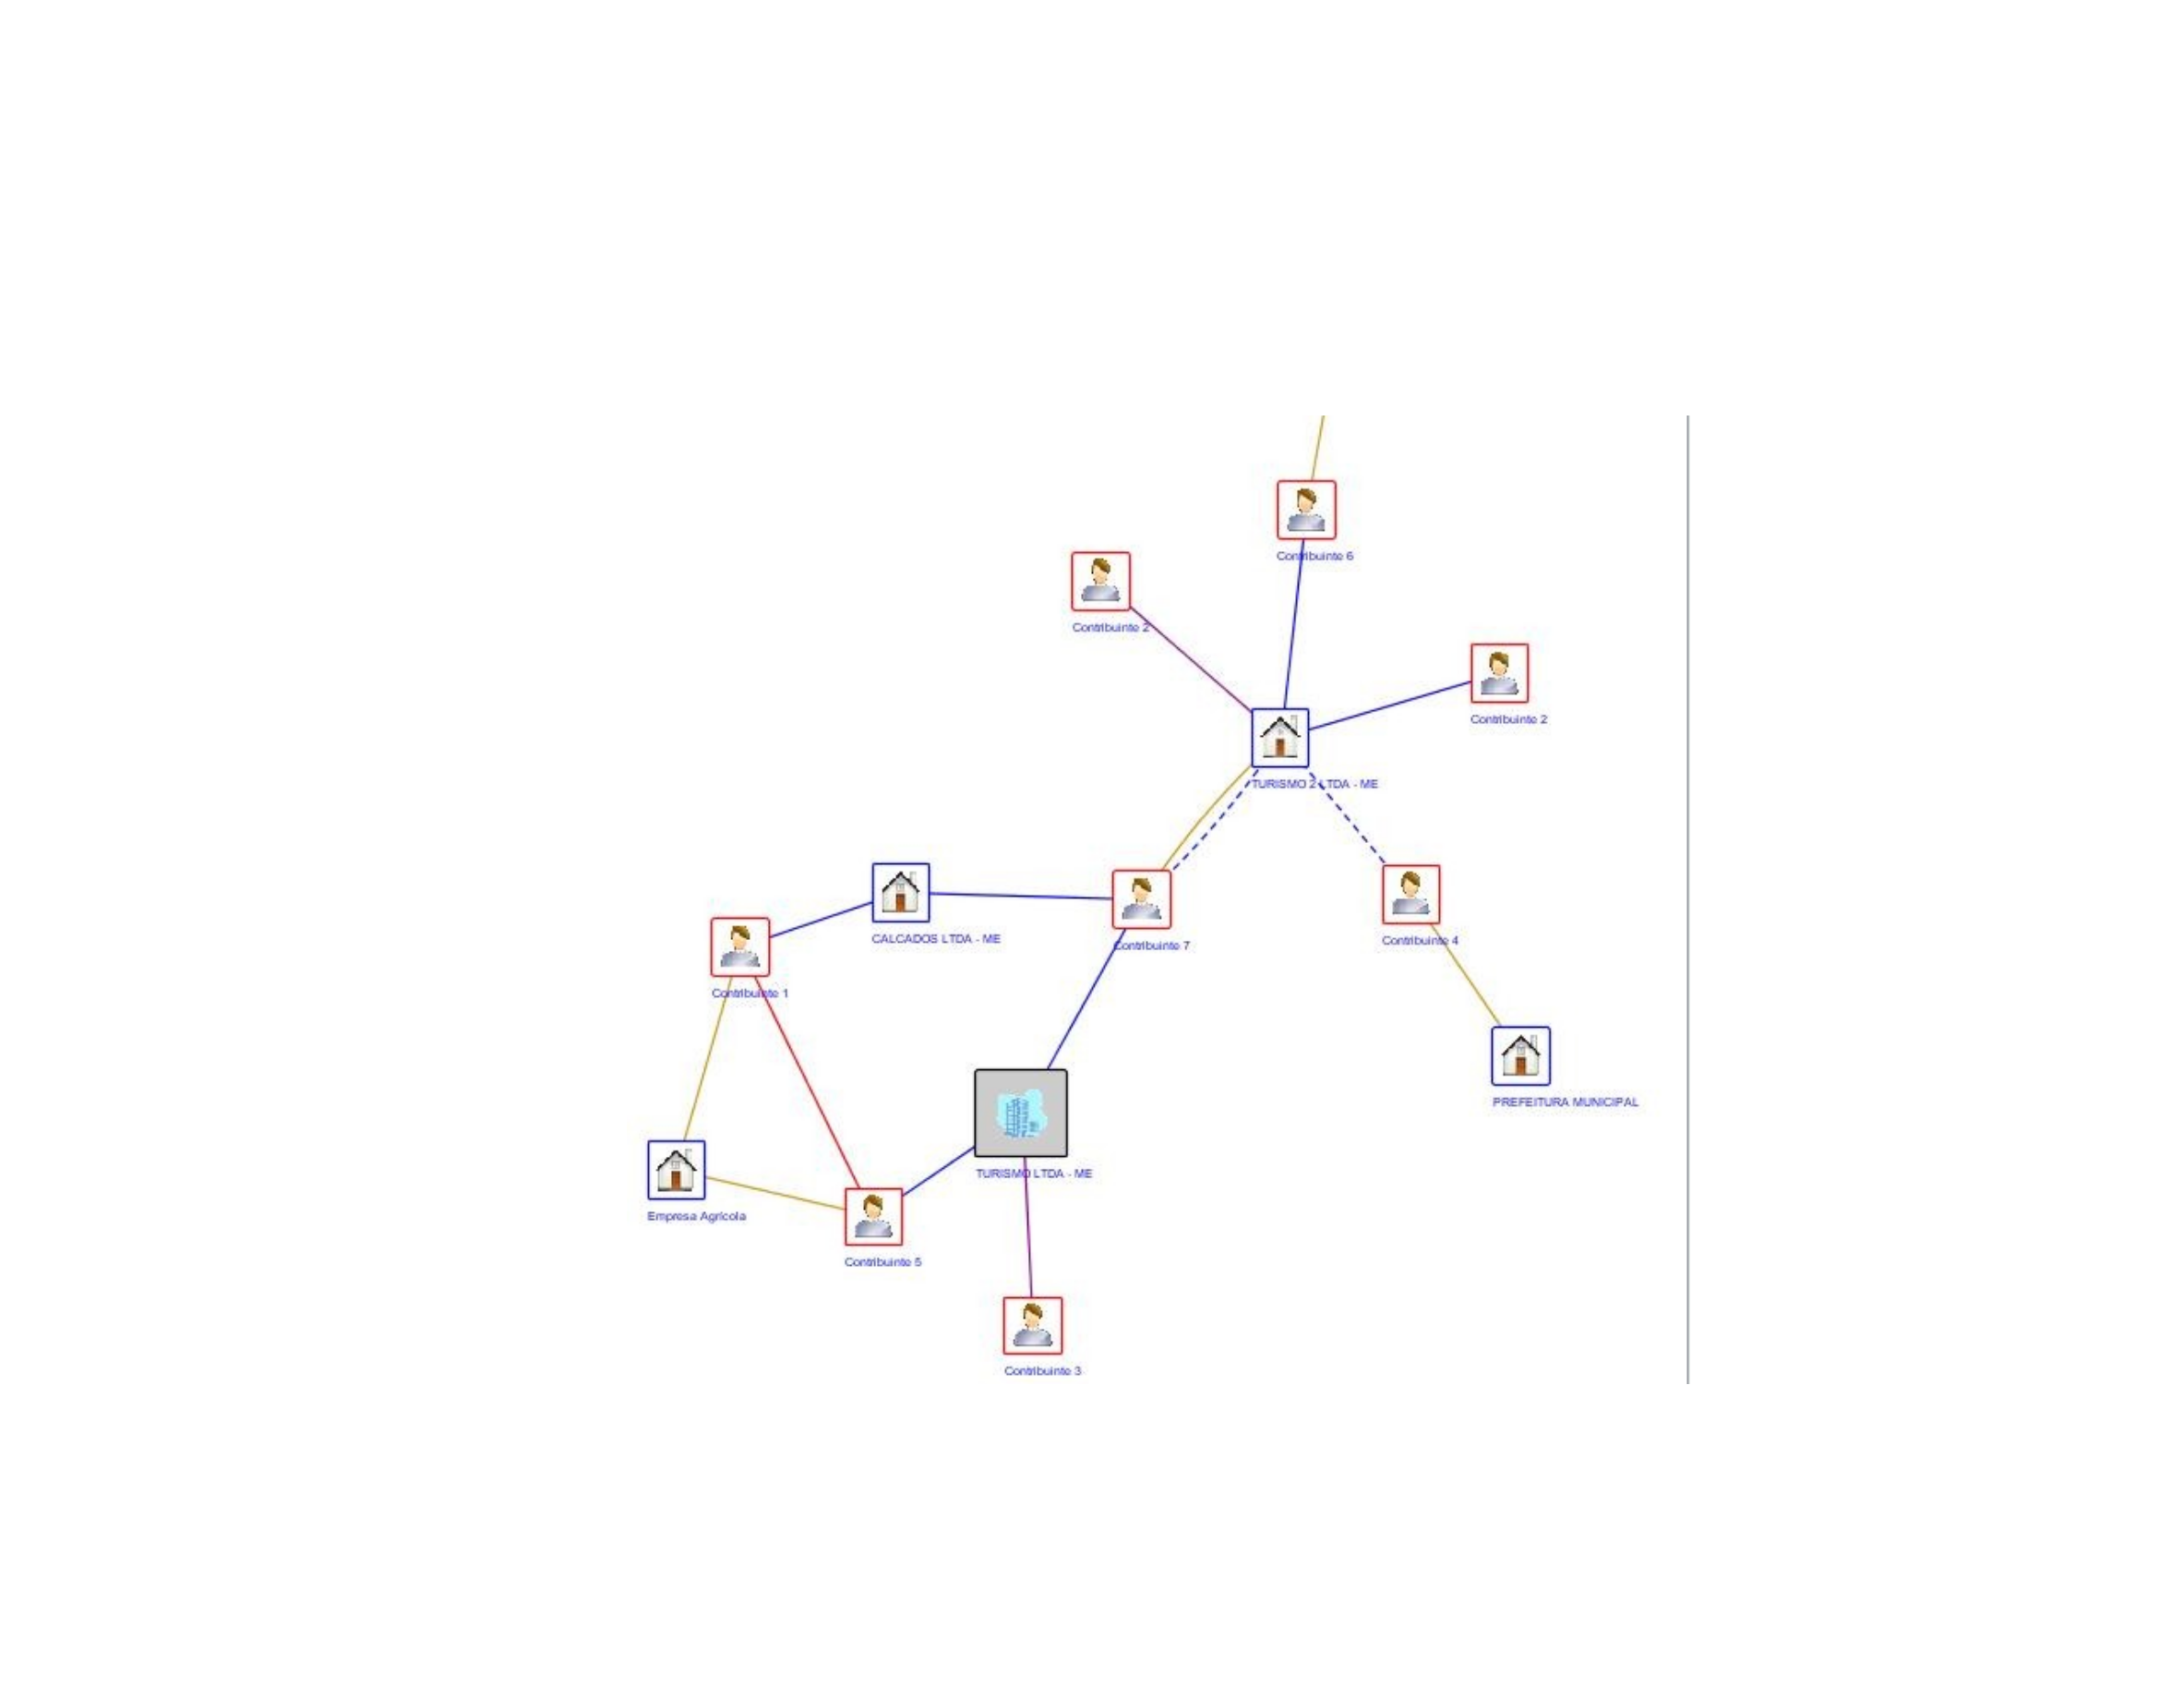 Contribuinte 6
Contribuinte 2
Contribuinte 2
TURISMO 2 LTDA - ME
CALCADOS LTDA - ME
Contribuinte 7
Contribuinte 4
Contribuinte 1
PREFEITURA MUNICIPAL
TURISMO LTDA - ME
Empresa Agrícola
Contribuinte 5
Contribuinte 3